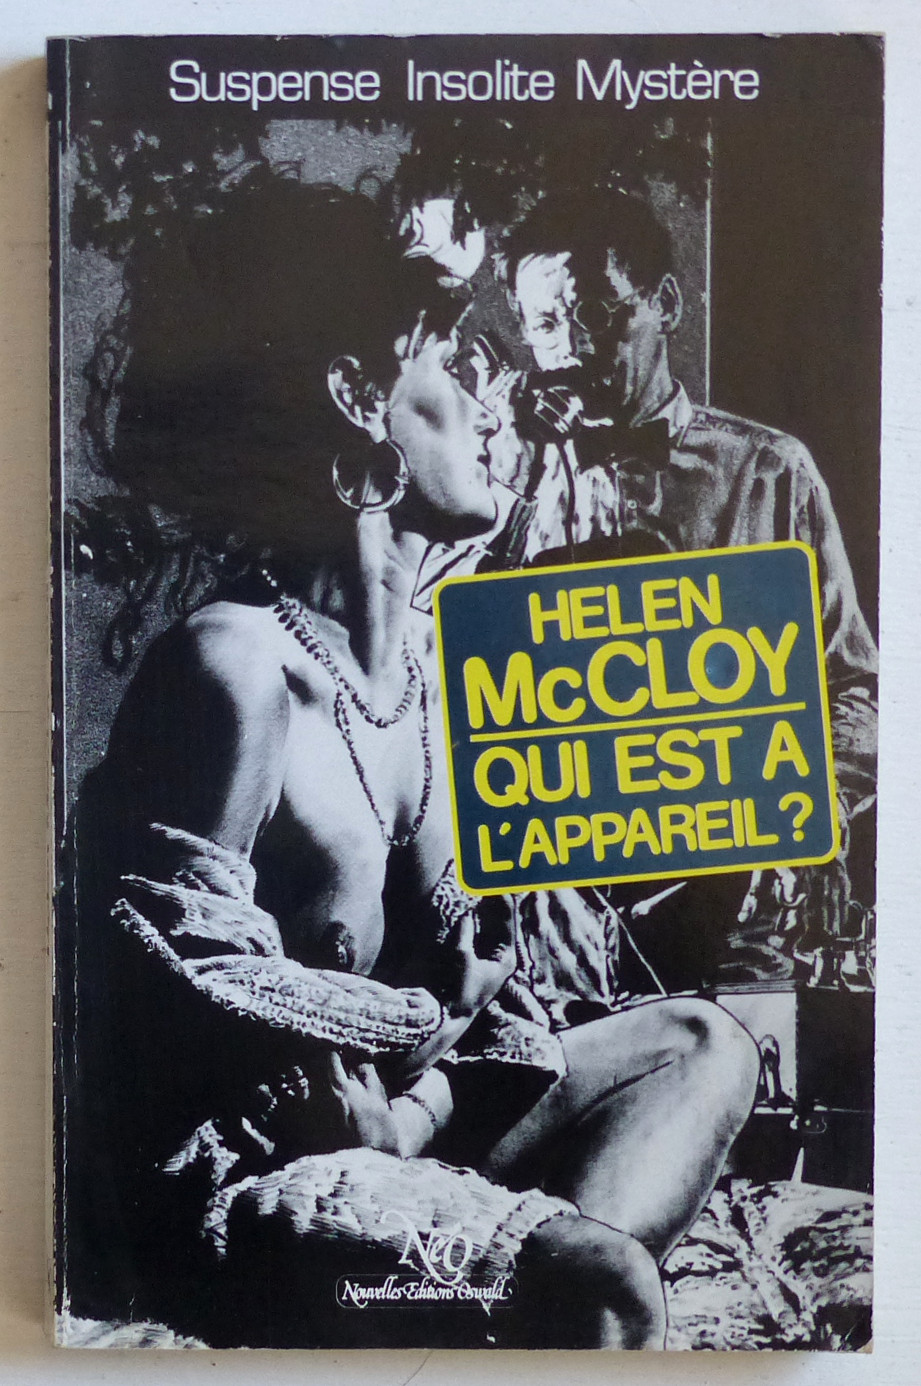 Suspense Insolite Mystère
HELEN
McCLOY
QUI EST A
L'APPAREIL?
Néo
Nouvelles Editions Oswald